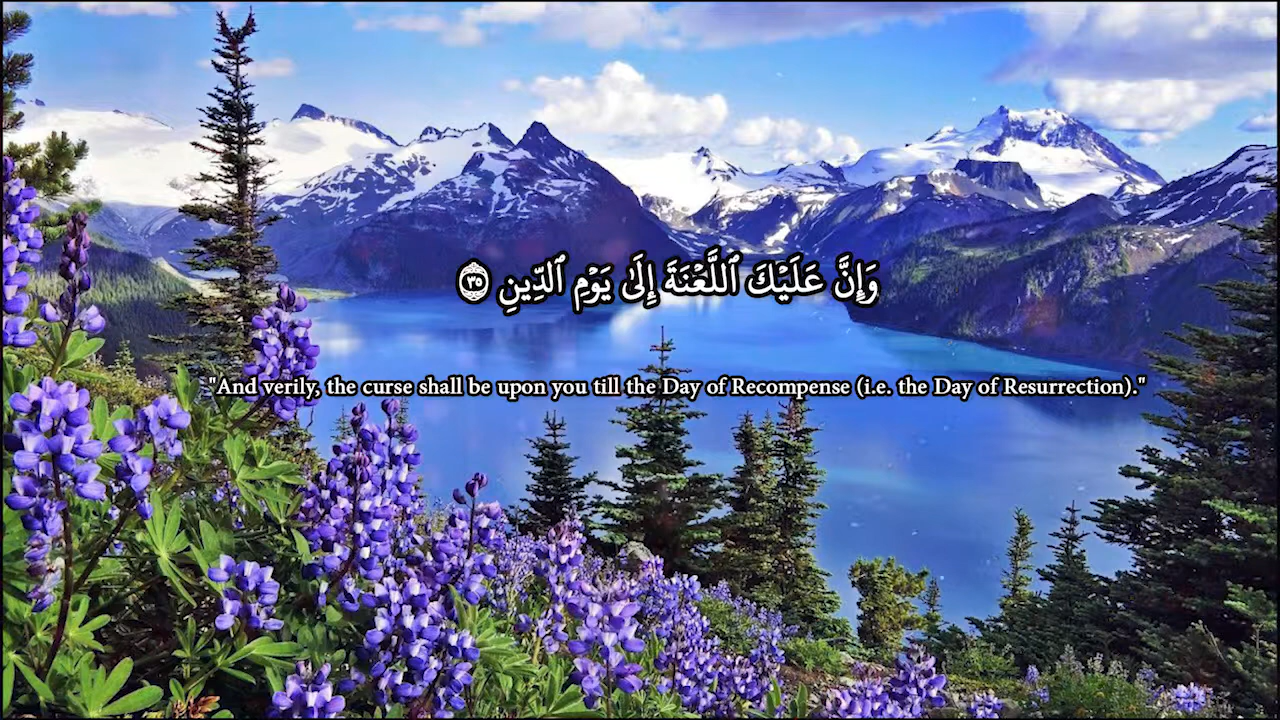 وَإِنَّ عَلَيْكَ ٱللَّعْنَةَ إِلَىٰ يَوْمِ ٱلدِّينِ ٣٥
"And verily, the curse shall be upon you till the Day of Recompense (i.e. the Day of Resurrection)."